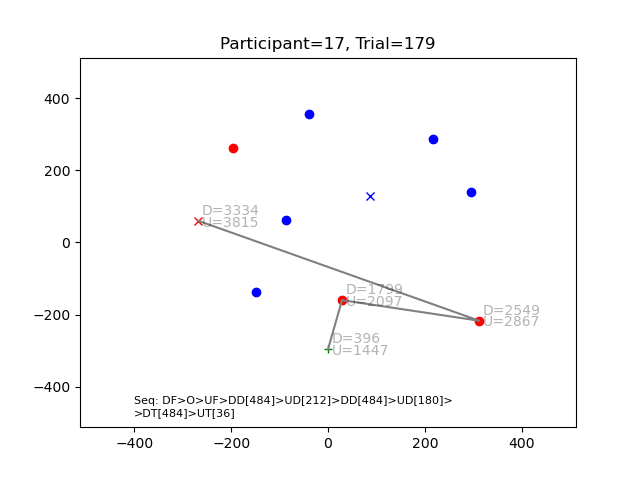 Participant=17, Trial=179
400
200
0
−200
−400
D=3334
U=3815
D=1799
U=2097
D=2549
U=2867
D=396
U=1447
Seq: DF>O>UF>DD[484]>UD[212]>DD[484]>UD[180]>
>DT[484]>UT[36]
−400
−200
0
200
400